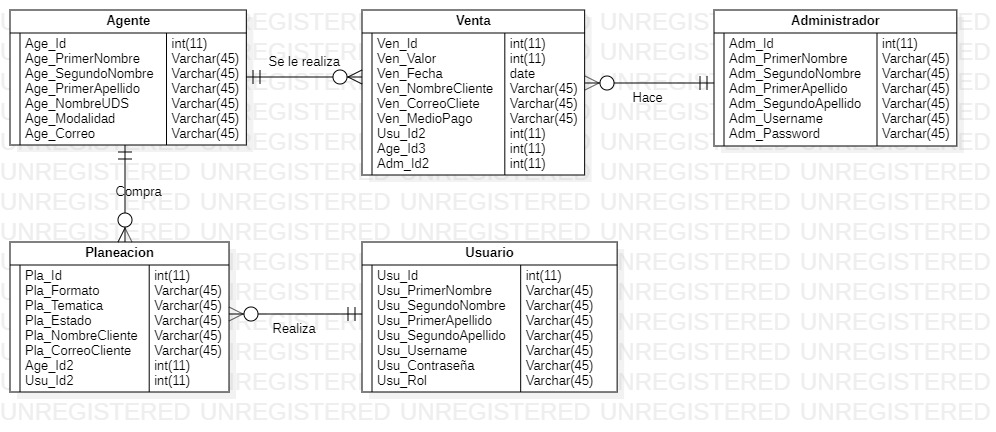 Agente
Age_Id int(11)
Age_PrimerNombre Varchar(45)
Age_SegundoNombre Varchar(45)
Age_PrimerApellido Varchar(45)
Age_NombreUDS Varchar(45)
Age_Modalidad Varchar(45)
Age_Correo Varchar(45)
Se le realiza
Venta
Ven_Id int(11)
Ven_Valor int(11)
Ven_Fecha date
Ven_NombreCliente Varchar(45)
Ven_CorreoCliete Varchar(45)
Ven_MedioPago Varchar(45)
Usu_Id2 int(11)
Age_Id3 int(11)
Adm_Id2 int(11)
Hace
Administrador
Adm_Id int(11)
Adm_PrimerNombre Varchar(45)
Adm_SegundoNombre Varchar(45)
Adm_PrimerApellido Varchar(45)
Adm_SegundoApellido Varchar(45)
Adm_Username Varchar(45)
Adm_Password Varchar(45)
Compra
Planeacion
Pla_Id int(11)
Pla_Formato Varchar(45)
Pla_Tematica Varchar(45)
Pla_Estado Varchar(45)
Pla_NombreCliente Varchar(45)
Pla_CorreoCliente Varchar(45)
Age_Id2 int(11)
Usu_Id2 int(11)
Realiza
Usuario
Usu_Id int(11)
Usu_PrimerNombre Varchar(45)
Usu_SegundoNombre Varchar(45)
Usu_PrimerApellido Varchar(45)
Usu_SegundoApellido Varchar(45)
Usu_Username Varchar(45)
Usu_Contraseña Varchar(45)
Usu_Rol Varchar(45)
UNREGISTERED UNREGISTERED UNREGISTERED UNREGISTERED UNREGISTERED